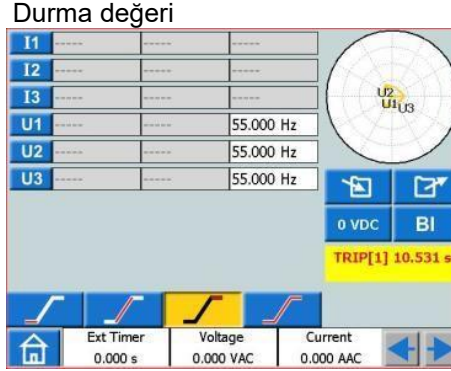 Durma değeri
I1 ----- ----- -----
I2 ----- ----- -----
I3 ----- ----- -----
U1 ----- ----- 55.000 Hz
U2 ----- ----- 55.000 Hz
U3 ----- ----- 55.000 Hz
U2
U1 U3
0 VDC BI
TRIP[1] 10.531 s
Ext Timer Voltage Current
0.000 s 0.000 VAC 0.000 AAC